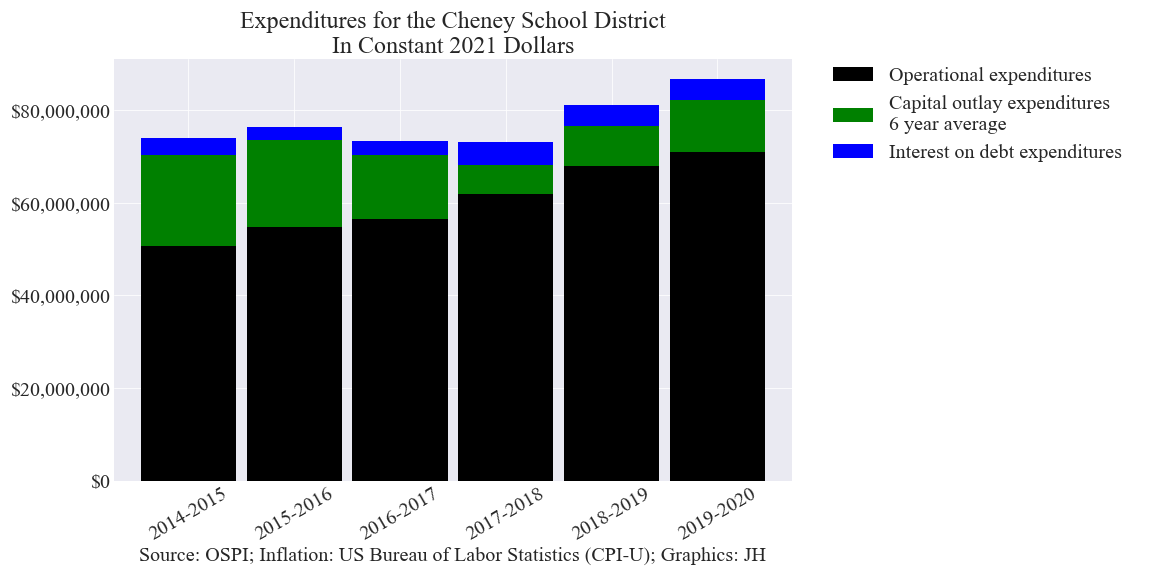 Expenditures for the Cheney School District
In Constant 2021 Dollars
$80,000,000
$60,000,000
$40,000,000
$20,000,000
$0
2014-2015
2015-2016
2016-2017
2017-2018
2018-2019
2019-2020
Source: OSPI; Inflation: US Bureau of Labor Statistics (CPI-U); Graphics: JH
Operational expenditures
Capital outlay expenditures
6 year average
Interest on debt expenditures